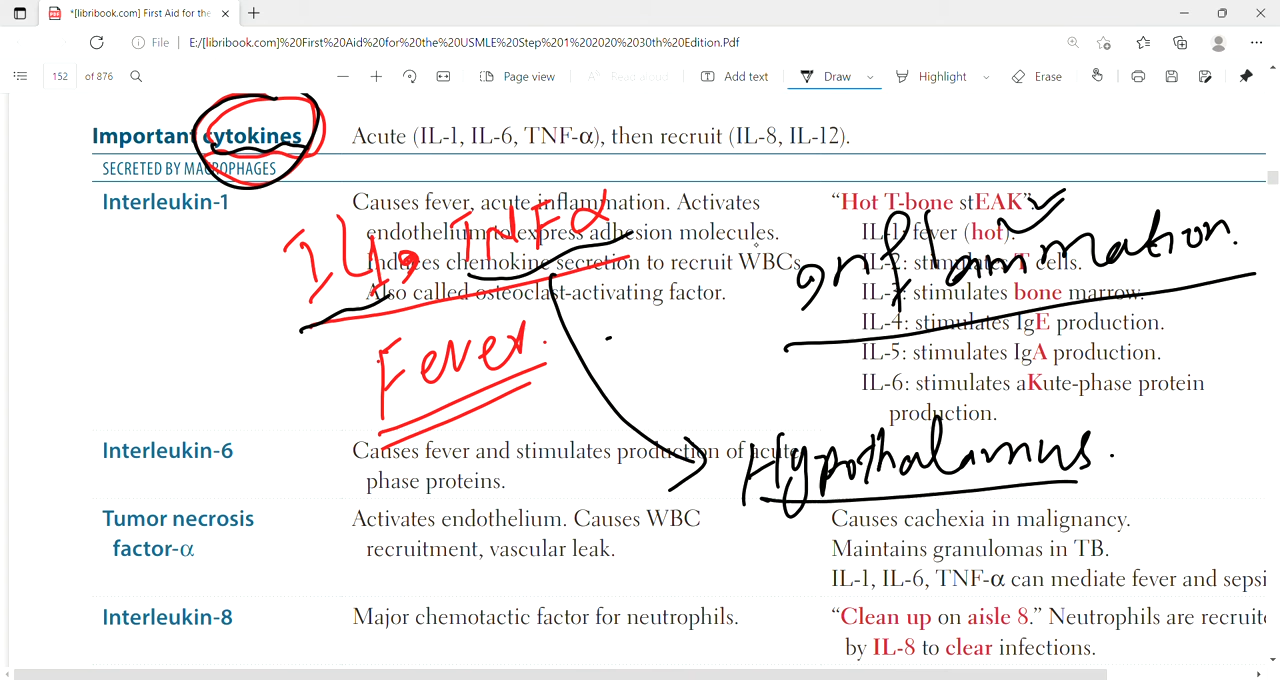 *[libribook.com] First Aid for the
File
E:/[libribook.com]%20First%20Aid%20for%20the%20USMLE%20Step%201%202020%2030th%20Edition.Pdf
152 of 876
Page view
Read aloud
Add text
Draw
Highlight
Erase
Important cytokines
Acute (IL-1, IL-6, TNF-α), then recruit (IL-8, IL-12).
SECRETED BY MACROPHAGES
Interleukin-1
Causes fever, acute inflammation. Activates
endothelium to express adhesion molecules.
Induces chemokine secretion to recruit WBCs.
Also called osteoclast-activating factor.
"Hot T-bone stEAK":
IL-1: fever (hot).
IL-2: stimulates T cells.
IL-3: stimulates bone marrow.
IL-4: stimulates IgE production.
IL-5: stimulates IgA production.
IL-6: stimulates aKute-phase protein
production.
TNFα
Fever.
Inflammation.
Hypothalamus.
Interleukin-6
Causes fever and stimulates production of acute-
phase proteins.
Tumor necrosis
factor-α
Activates endothelium. Causes WBC
recruitment, vascular leak.
Causes cachexia in malignancy.
Maintains granulomas in TB.
IL-1, IL-6, TNF-α can mediate fever and sepsi
Interleukin-8
Major chemotactic factor for neutrophils.
"Clean up on aisle 8." Neutrophils are recruite
by IL-8 to clear infections.